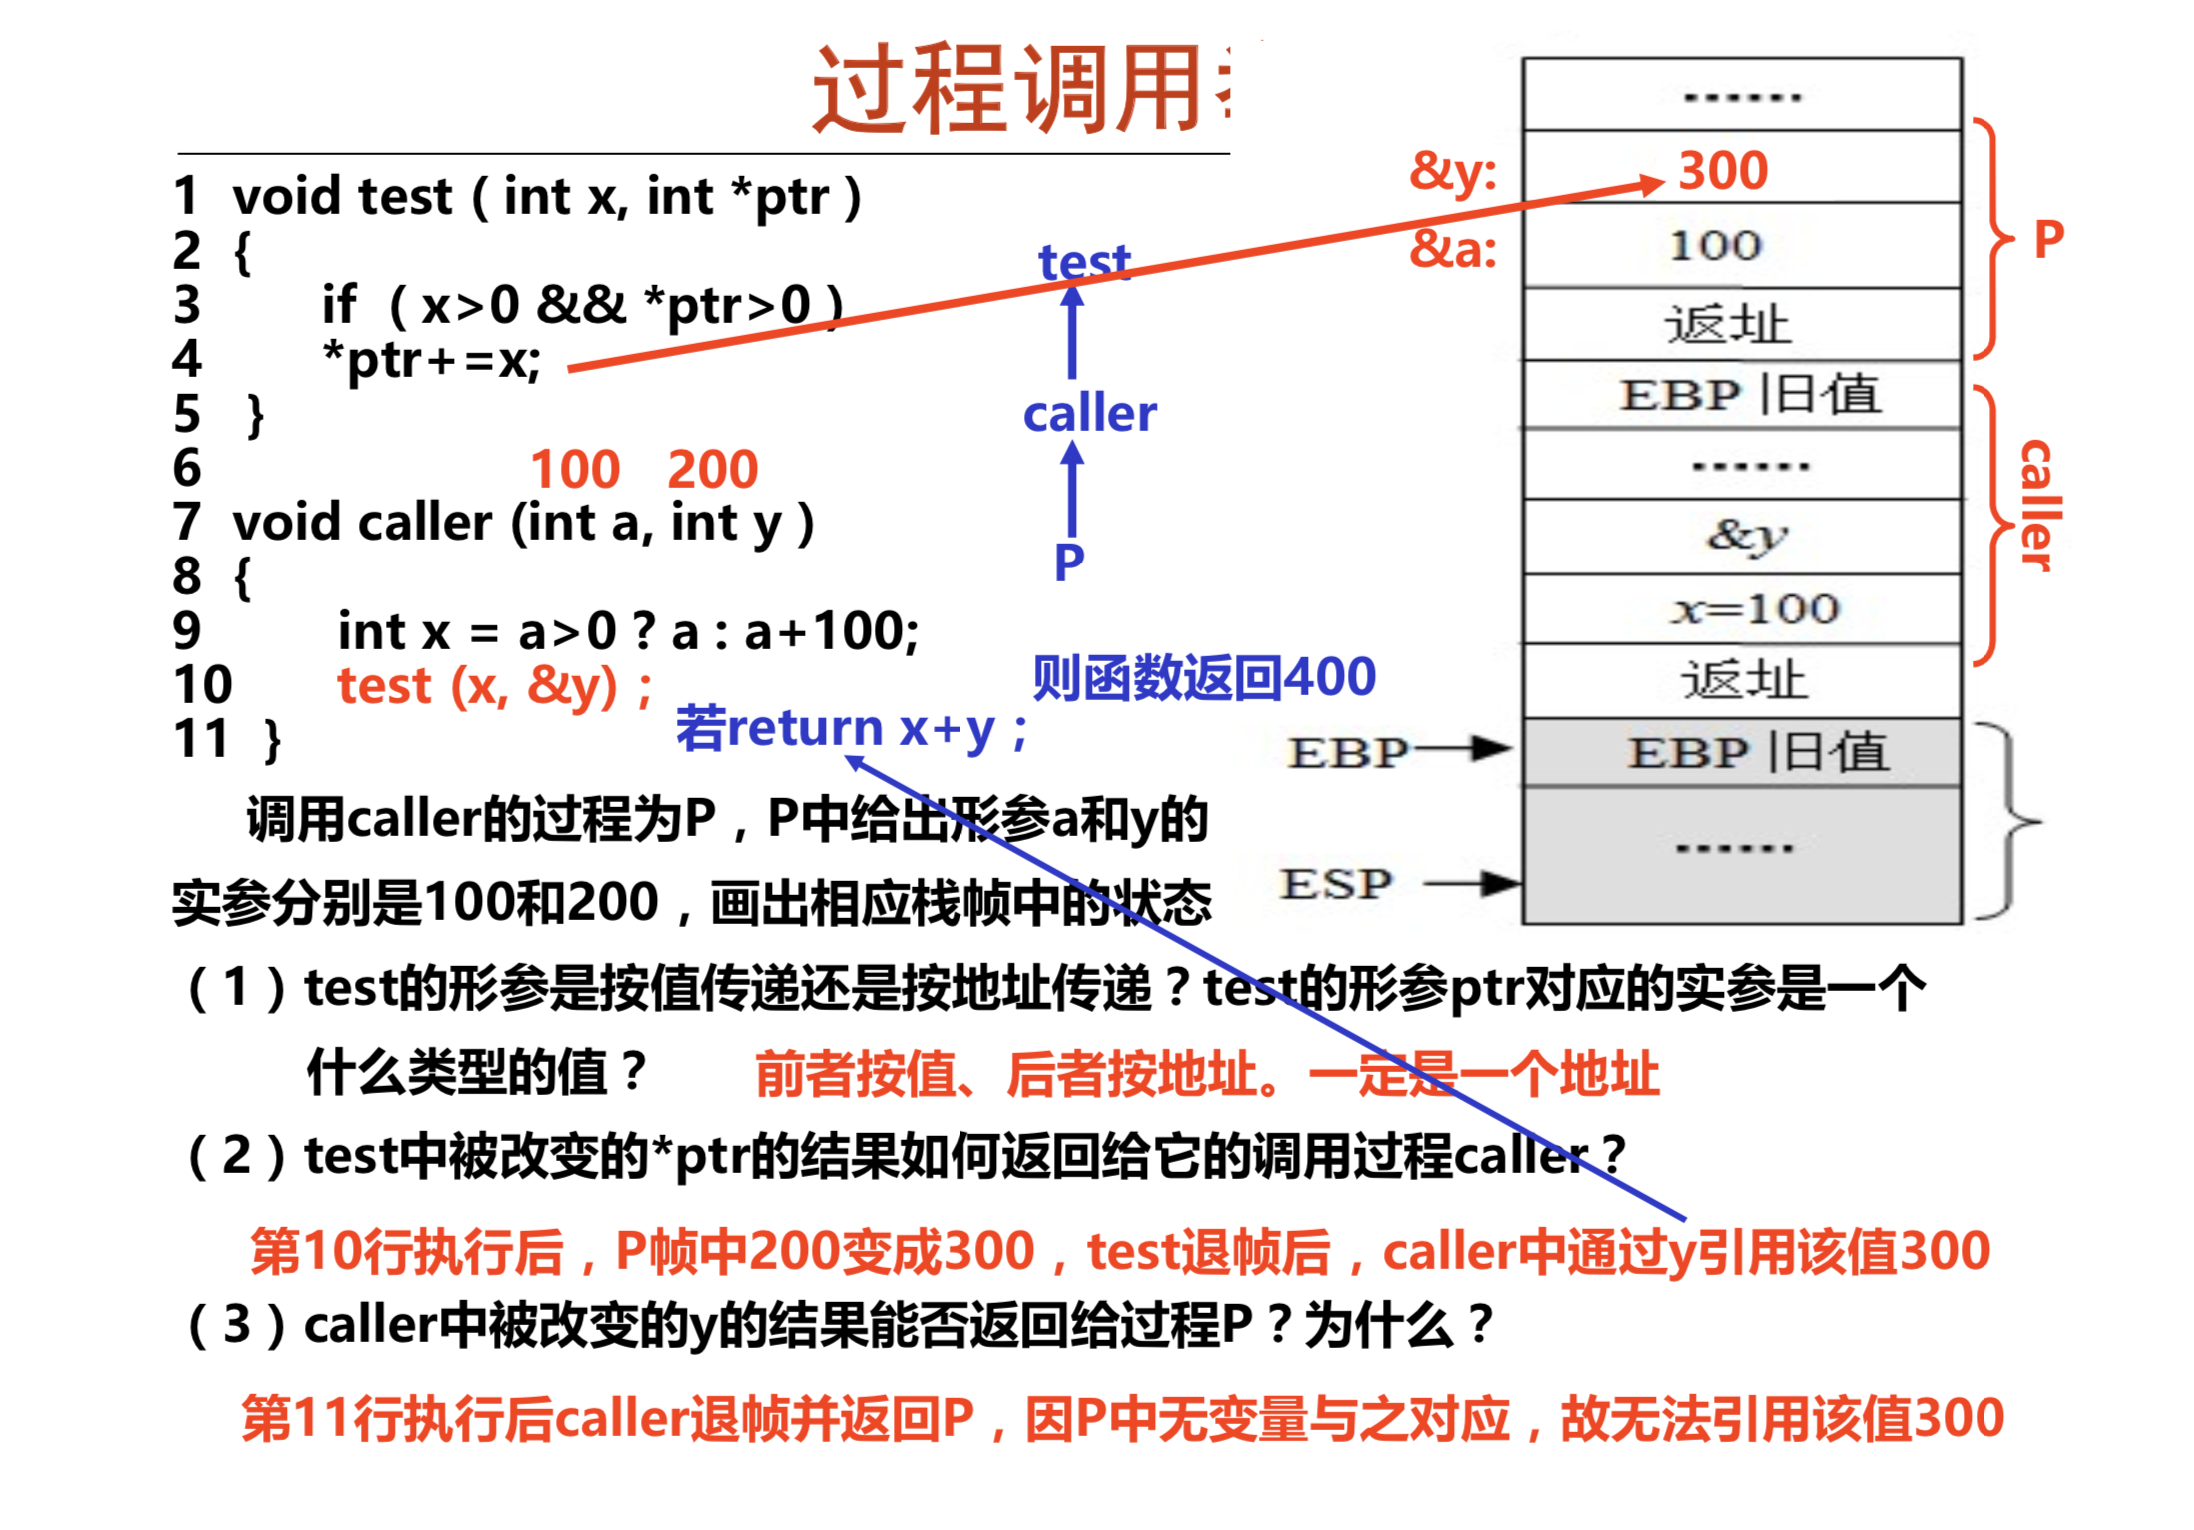 过程调用
1 void test ( int x, int *ptr )
2 {
3 if ( x>0 && *ptr>0 )
4 *ptr+=x;
5 }
6 100 200
7 void caller (int a, int y )
8 {
9 int x = a>0 ? a : a+100;
10 test (x, &y) ;
11 }
若return x+y ;
则函数返回400
test
caller
P
&y:
&a:
……
300
100
返址
EBP 旧值
……
&y
x=100
返址
EBP 旧值
……
P
caller
EBP
ESP
调用caller的过程为P，P中给出形参a和y的
实参分别是100和200，画出相应栈帧中的状态
（1）test的形参是按值传递还是按地址传递？test的形参ptr对应的实参是一个
什么类型的值？ 前者按值、后者按地址。一定是一个地址
（2）test中被改变的*ptr的结果如何返回给它的调用过程caller？
第10行执行后，P帧中200变成300，test退帧后，caller中通过y引用该值300
（3）caller中被改变的y的结果能否返回给过程P？为什么？
第11行执行后caller退帧并返回P，因P中无变量与之对应，故无法引用该值300